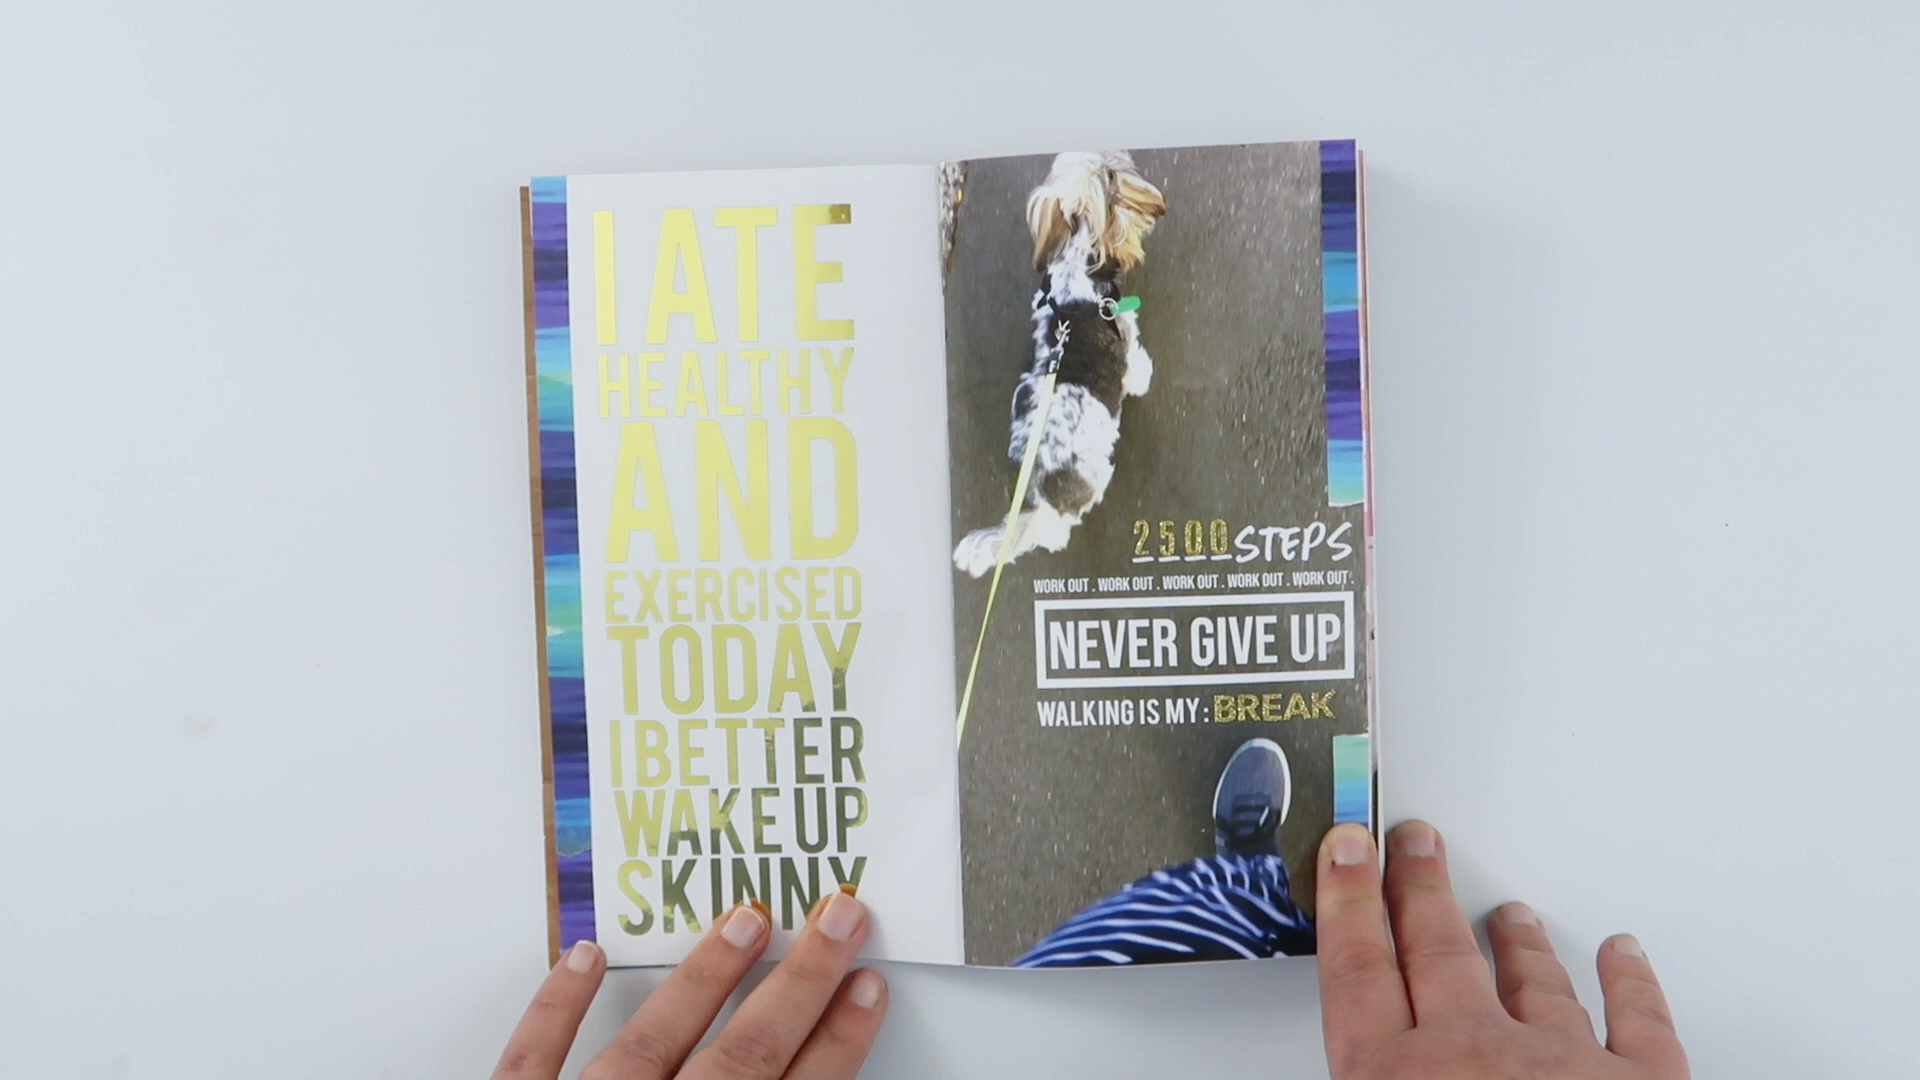 I ATE
HEALTHY
AND
EXERCISED
TODAY
I BETTER
WAKE UP
SKINNY
2500 STEPS
WORK OUT . WORK OUT . WORK OUT . WORK OUT . WORK OUT .
NEVER GIVE UP
WALKING IS MY: BREAK